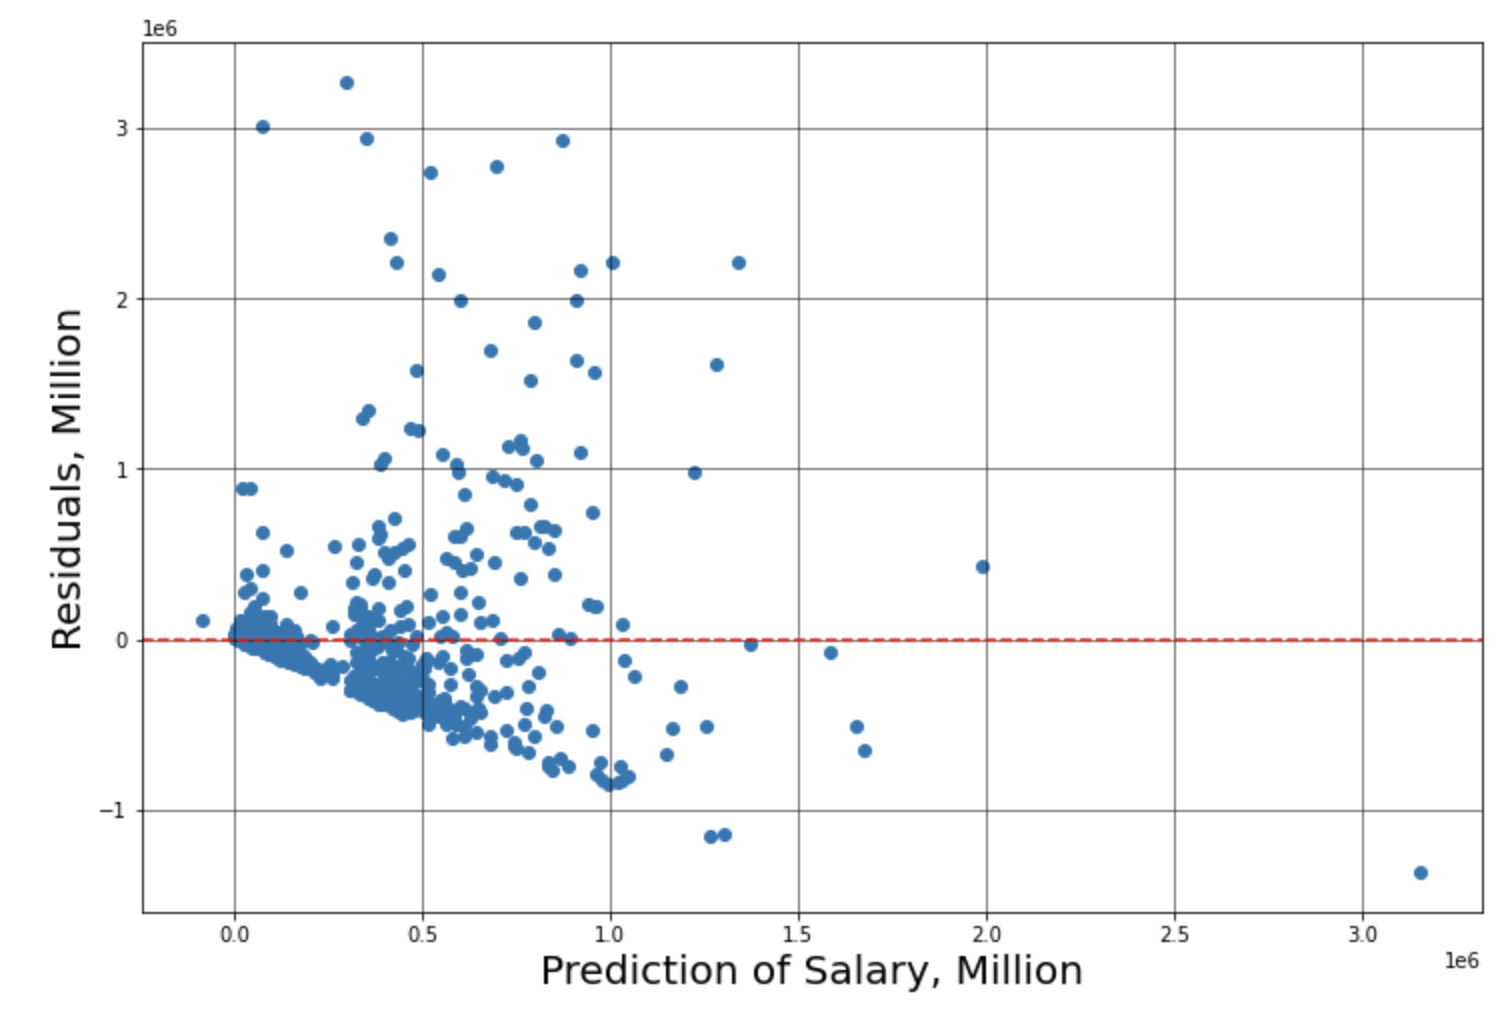 1e6
3
2
1
0
−1
Residuals, Million
0.0 0.5 1.0 1.5 2.0 2.5 3.0
1e6
Prediction of Salary, Million